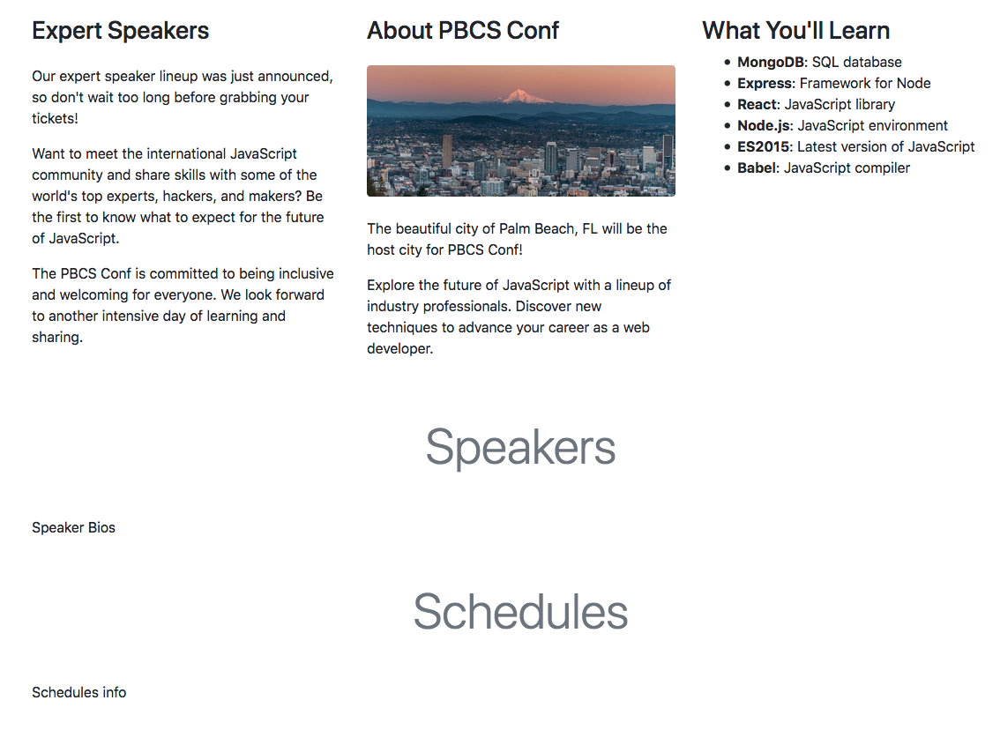 Expert Speakers
Our expert speaker lineup was just announced,
so don't wait too long before grabbing your
tickets!
Want to meet the international JavaScript
community and share skills with some of the
world's top experts, hackers, and makers? Be
the first to know what to expect for the future
of JavaScript.
The PBCS Conf is committed to being inclusive
and welcoming for everyone. We look forward
to another intensive day of learning and
sharing.
About PBCS Conf
The beautiful city of Palm Beach, FL will be the
host city for PBCS Conf!
Explore the future of JavaScript with a lineup of
industry professionals. Discover new
techniques to advance your career as a web
developer.
What You'll Learn
• MongoDB: SQL database
• Express: Framework for Node
• React: JavaScript library
• Node.js: JavaScript environment
• ES2015: Latest version of JavaScript
• Babel: JavaScript compiler
Speakers
Speaker Bios
Schedules
Schedules info